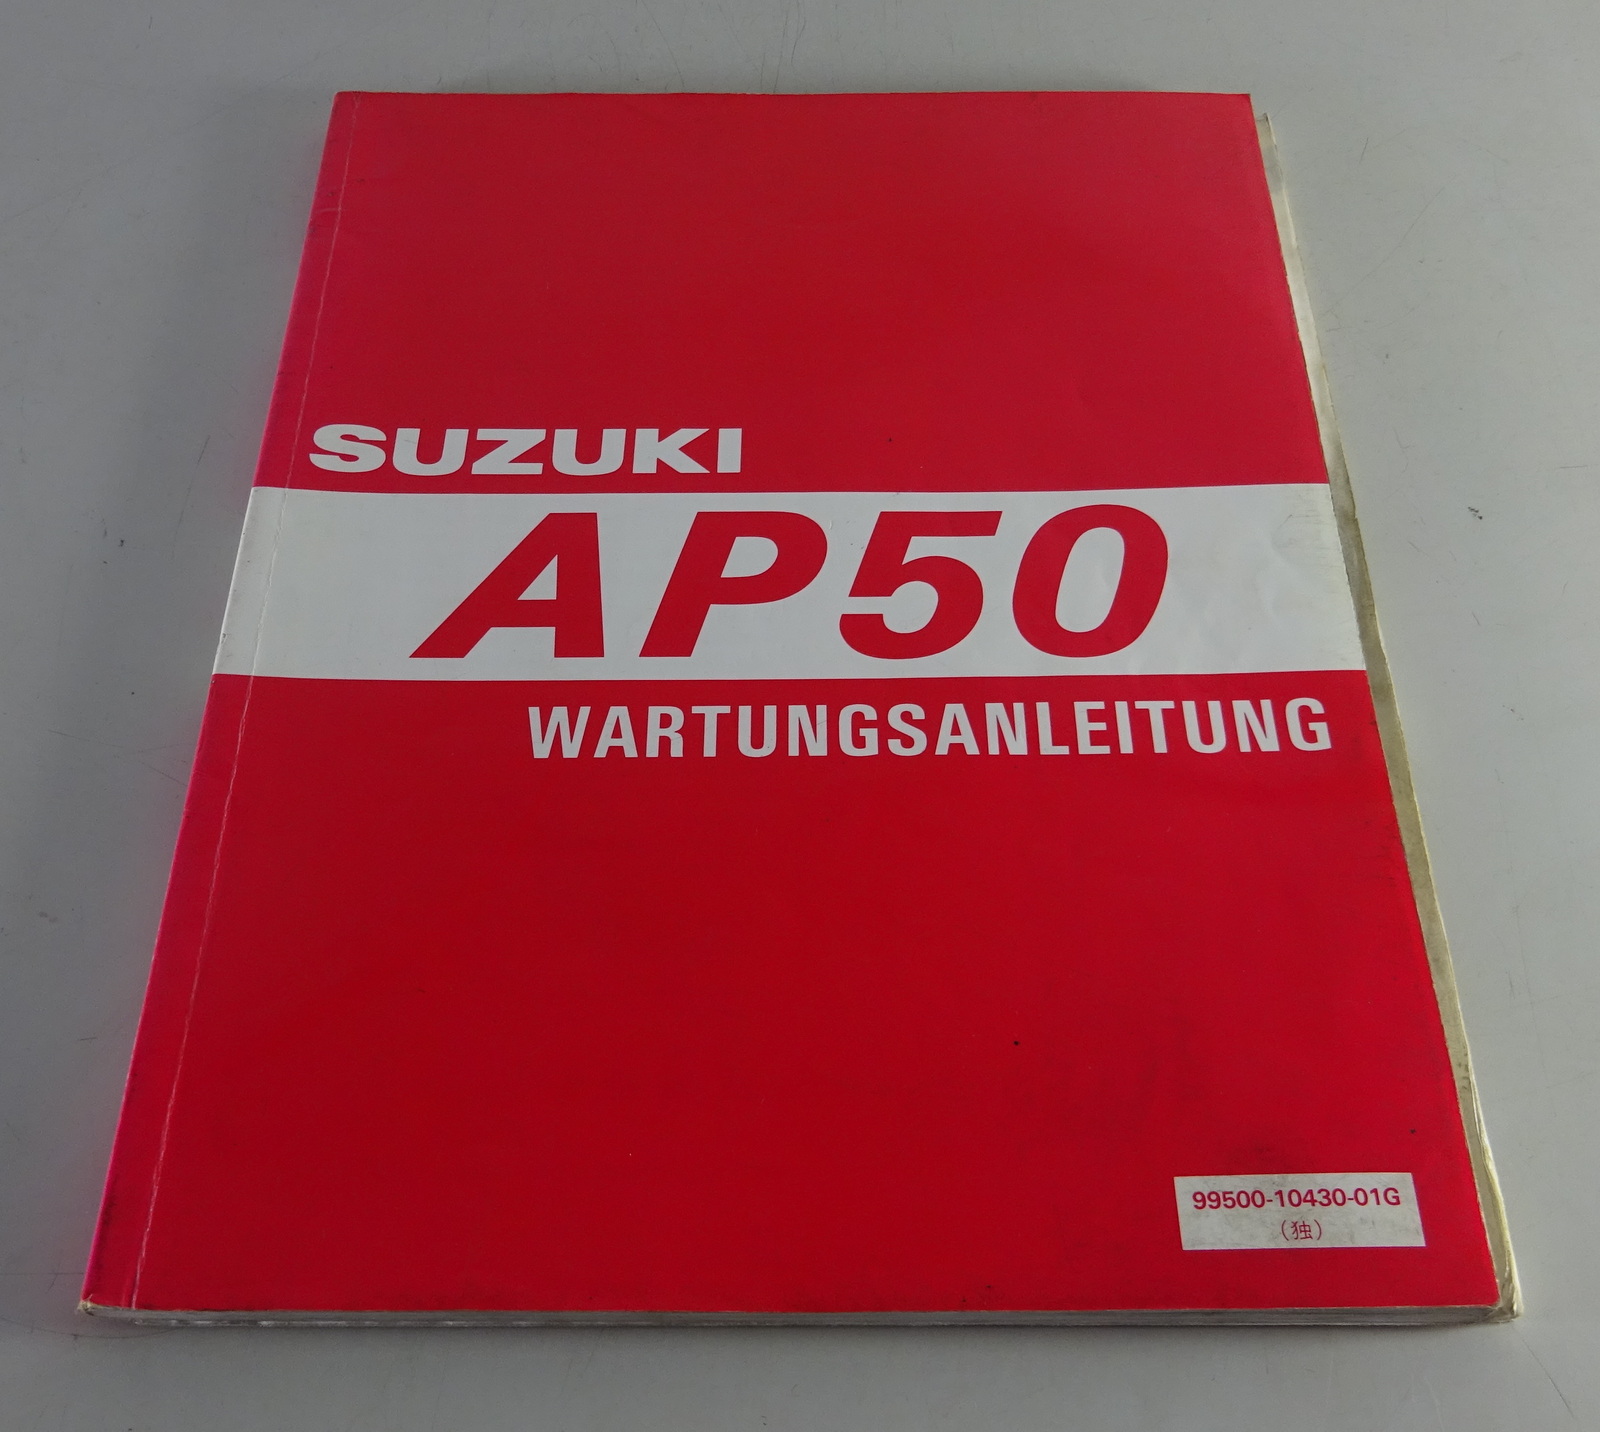 SUZUKI
AP50
WARTUNGSANLEITUNG
99500-10430-01G
(独)